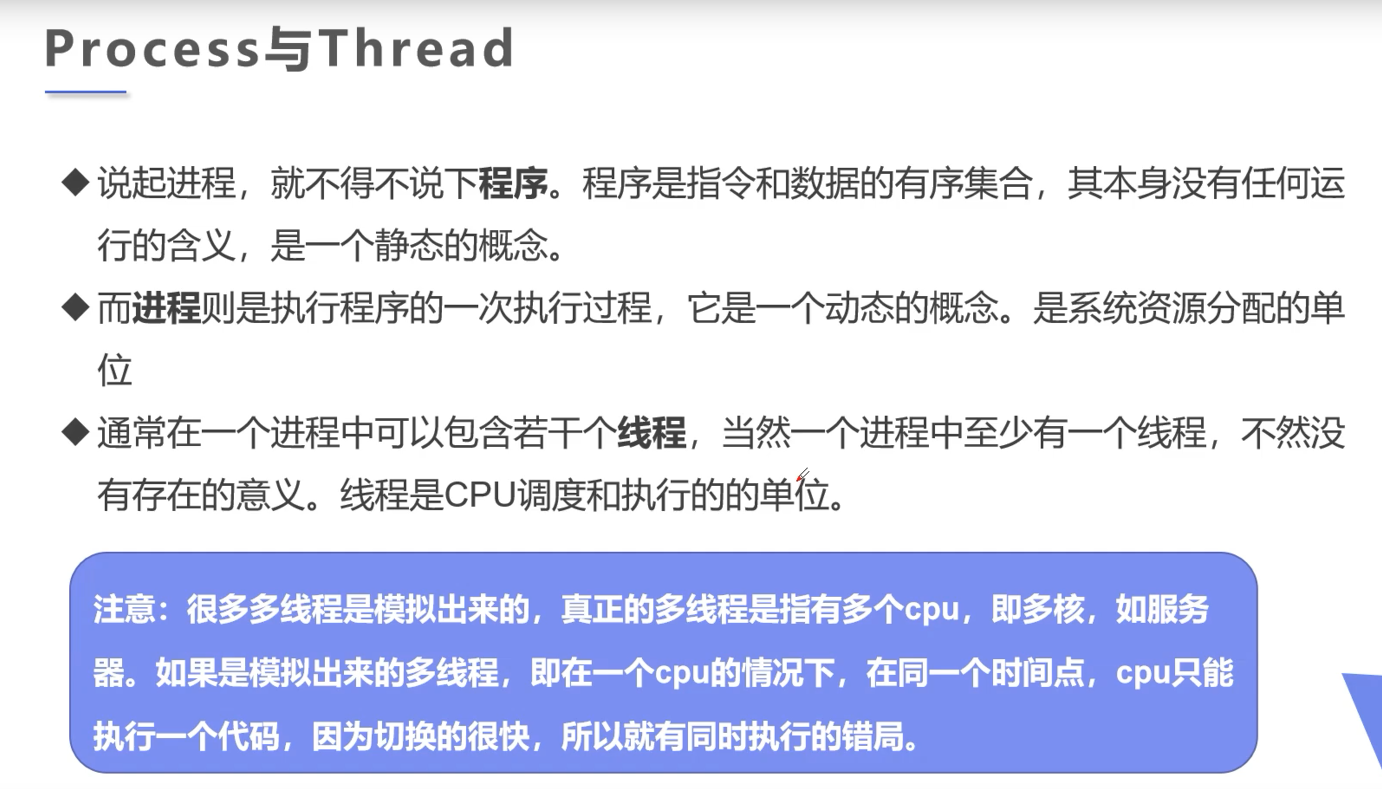 Process与Thread
◆说起进程，就不得不说下程序。程序是指令和数据的有序集合，其本身没有任何运
行的含义，是一个静态的概念。
◆而进程则是执行程序的一次执行过程，它是一个动态的概念。是系统资源分配的单
位
◆通常在一个进程中可以包含若干个线程，当然一个进程中至少有一个线程，不然没
有存在的意义。线程是CPU调度和执行的的单位。
注意：很多多线程是模拟出来的，真正的多线程是指有多个cpu，即多核，如服务
器。如果是模拟出来的多线程，即在一个cpu的情况下，在同一个时间点，cpu只能
执行一个代码，因为切换的很快，所以就有同时执行的错局。